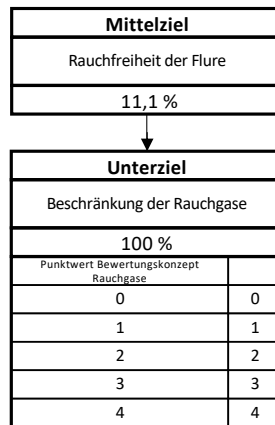 Mittelziel
Rauchfreiheit der Flure
11,1 %
Unterziel
Beschränkung der Rauchgase
100 %
Punktwert Bewertungskonzept
Rauchgase
0 0
1 1
2 2
3 3
4 4